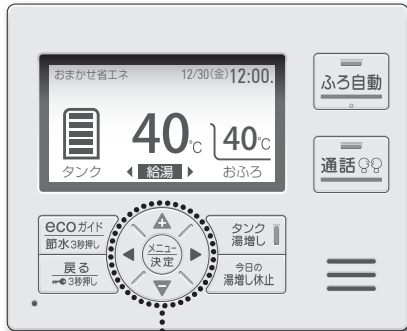 おまかせ省エネ 12/30(金)12:00.
40℃ 40℃
タンク 給湯 おふろ
ふろ自動
通話
ecoガイド
節水3秒押し
戻る
3秒押し
メニュー
決定
タンク
湯増し
今日の
湯増し休止